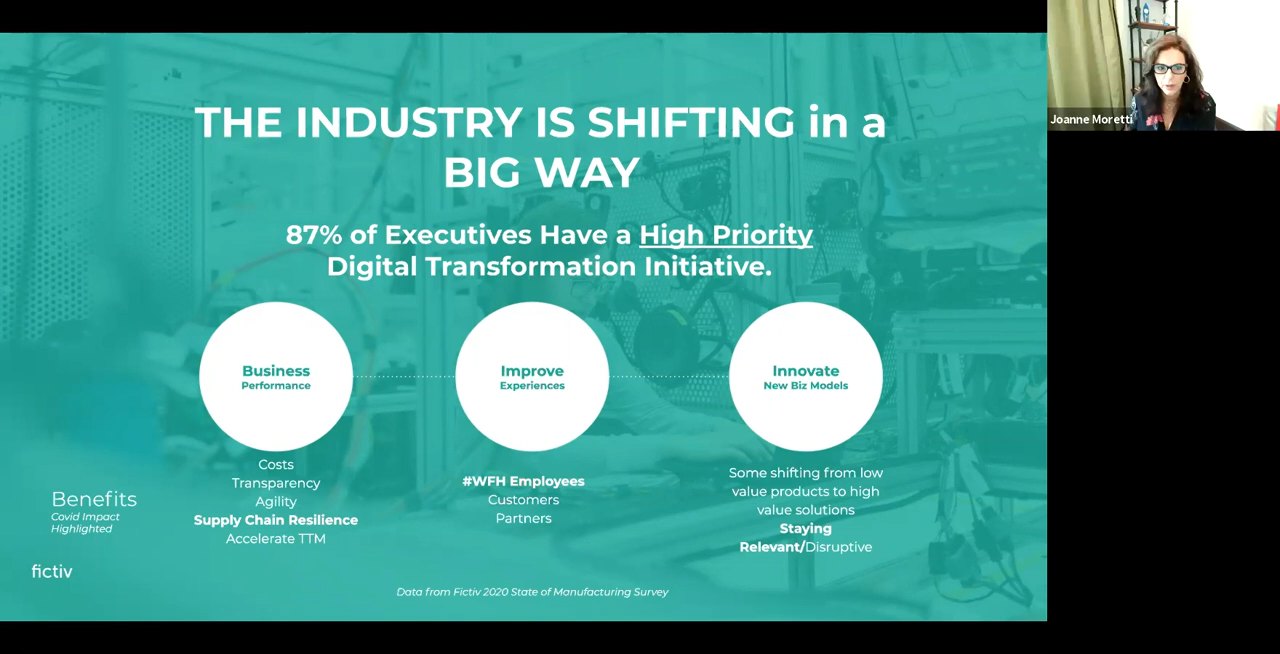 THE INDUSTRY IS SHIFTING in a
BIG WAY
87% of Executives Have a High Priority
Digital Transformation Initiative.
Business
Performance
Improve
Experiences
Innovate
New Biz Models
Benefits
Covid Impact
Highlighted
Costs
Transparency
Agility
Supply Chain Resilience
Accelerate TTM
#WFH Employees
Customers
Partners
Some shifting from low
value products to high
value solutions
Staying
Relevant/Disruptive
fictiv
Data from Fictiv 2020 State of Manufacturing Survey
Joanne Moretti